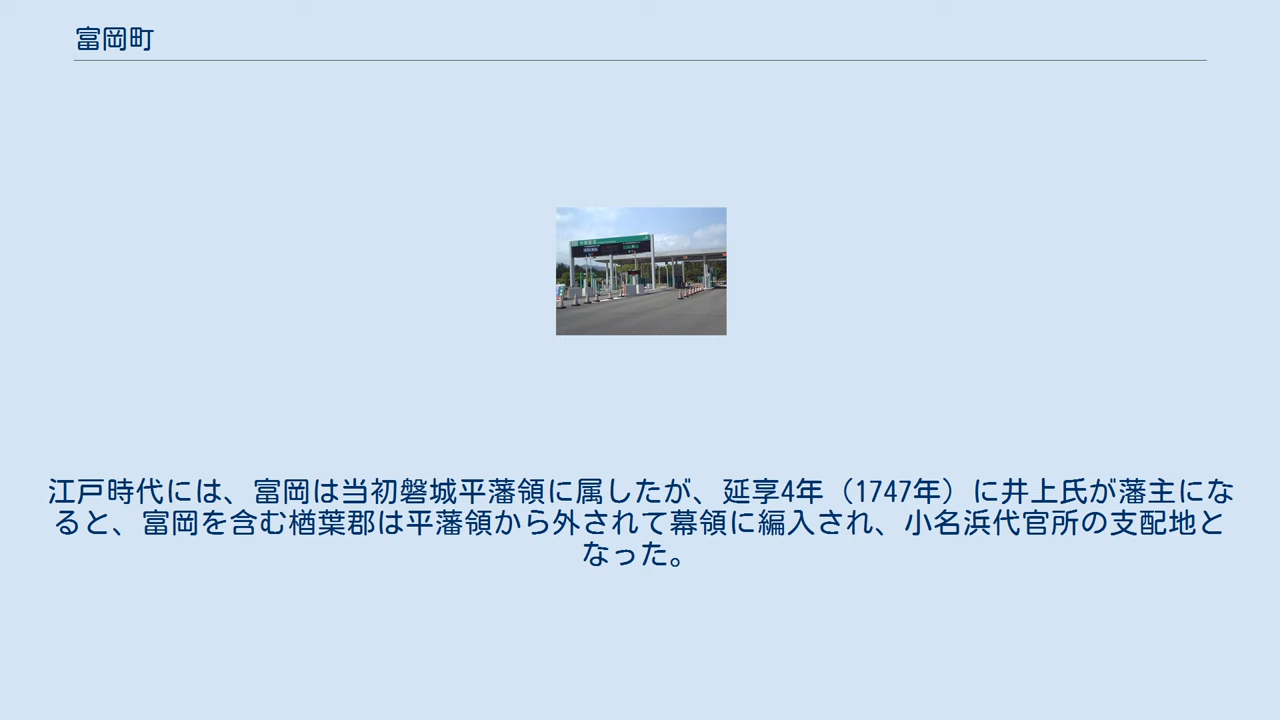 富岡町
江戸時代には、富岡は当初磐城平藩領に属したが、延享4年（1747年）に井上氏が藩主にな
ると、富岡を含む楢葉郡は平藩領から外されて幕領に編入され、小名浜代官所の支配地と
なった。